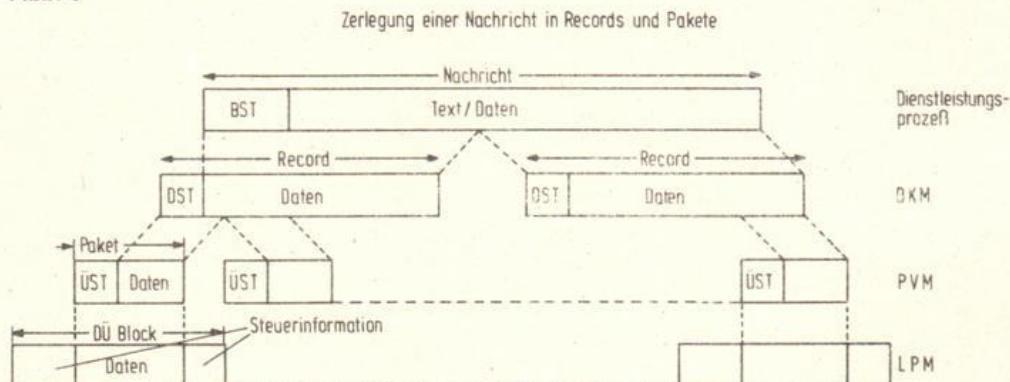 Zerlegung einer Nachricht in Records und Pakete
Nachricht
BST Text/Daten Dienstleistungs-
prozeß
Record Record
DST Daten DST Daten DKM
Paket
ÜST Daten ÜST ÜST PVM
DÜ Block Steuerinformation
Daten LPM